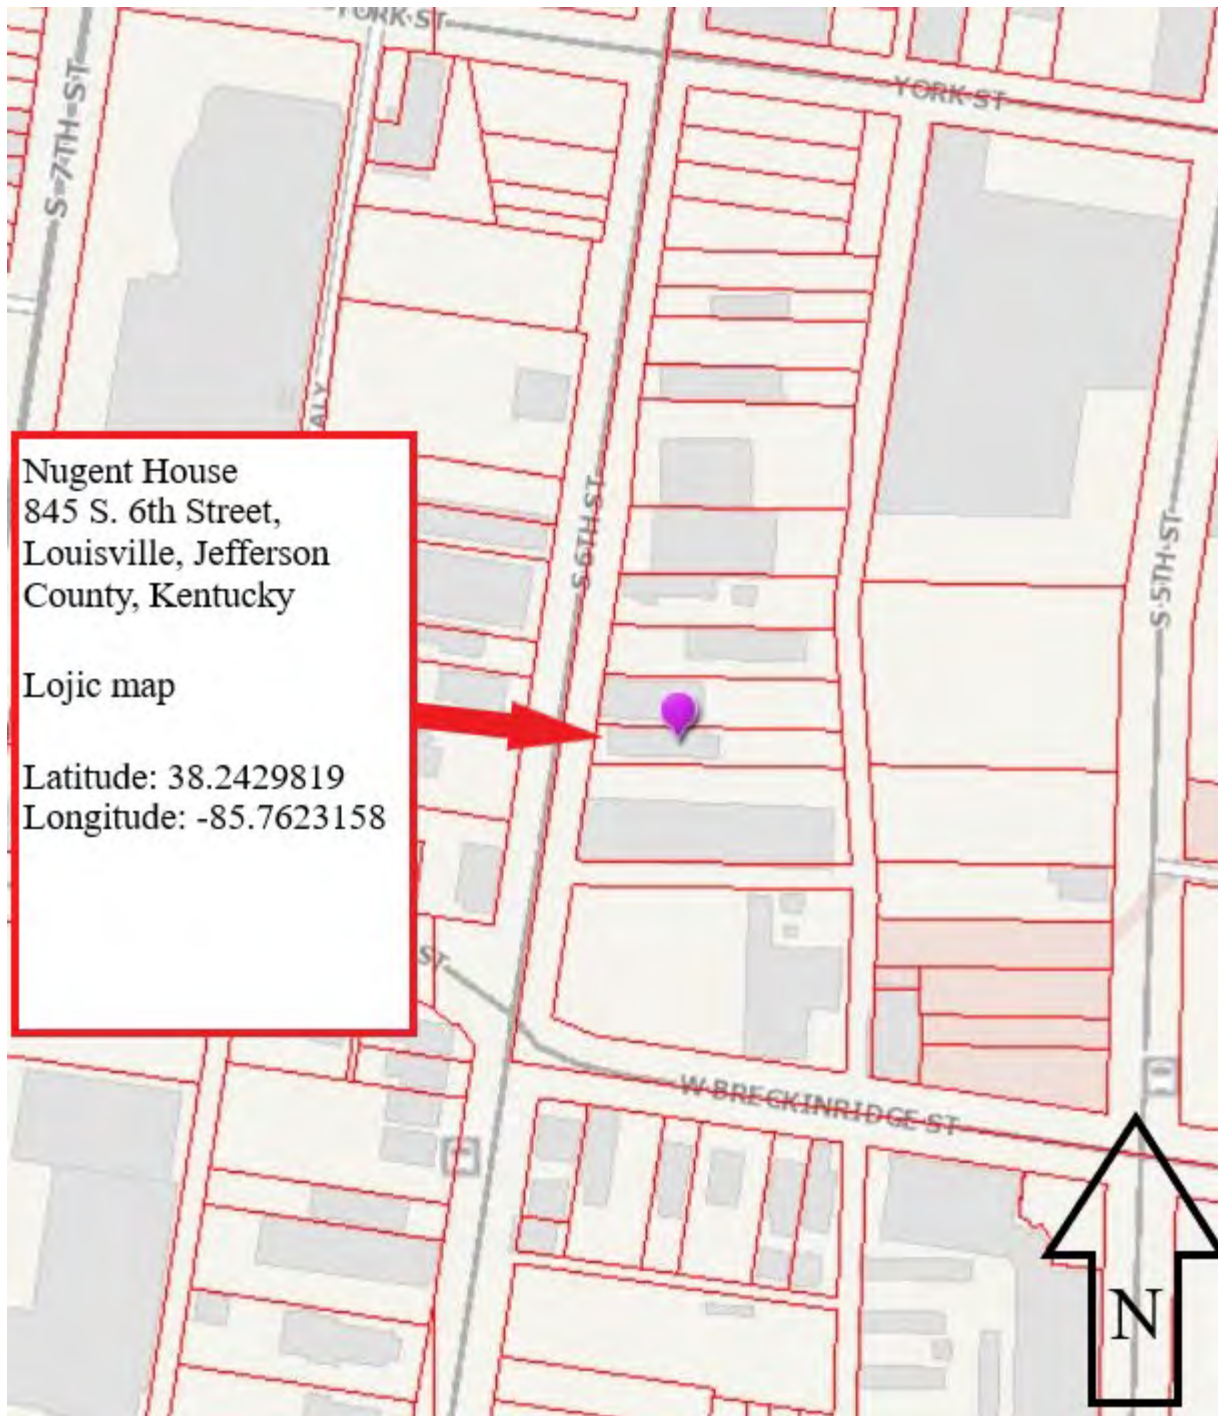 YORK ST
YORK ST
S 7TH ST
ALY
Nugent House
845 S. 6th Street,
Louisville, Jefferson
County, Kentucky
Lojic map
Latitude: 38.2429819
Longitude: -85.7623158
S 6TH ST
S 5TH ST
ST
W BRECKINRIDGE ST
N